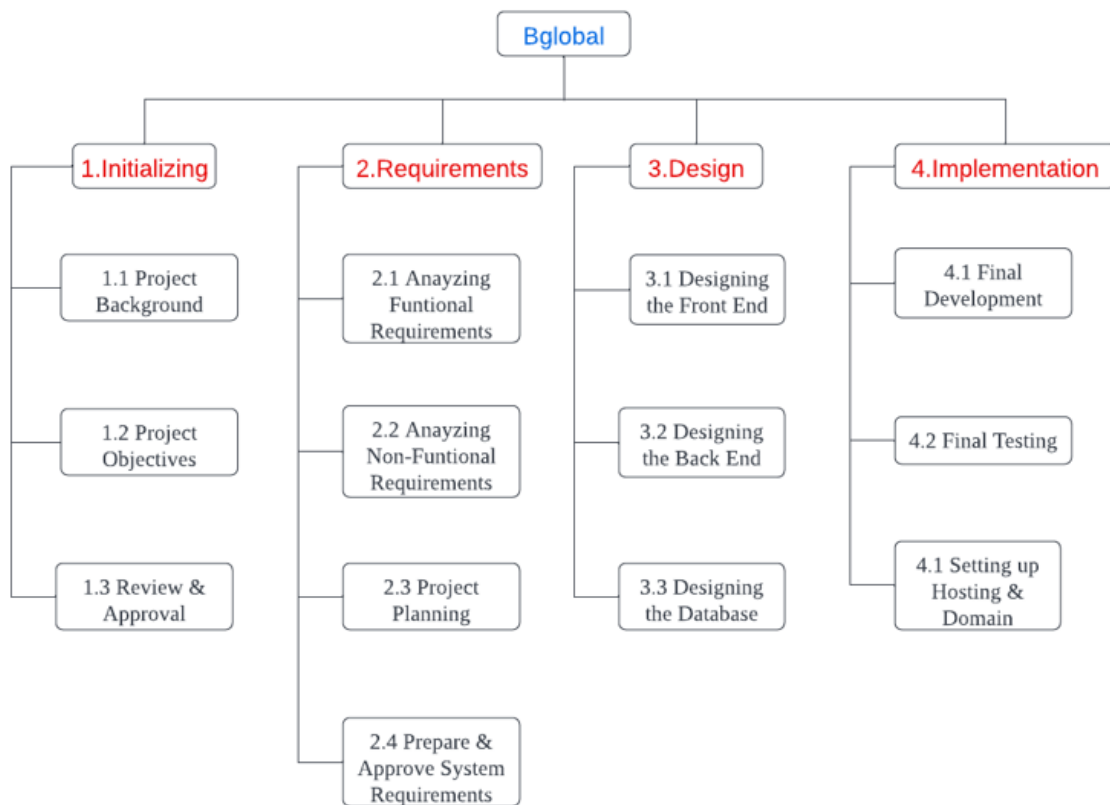 Bglobal
1.Initializing
2.Requirements
3.Design
4.Implementation
1.1 Project
Background
1.2 Project
Objectives
1.3 Review &
Approval
2.1 Anayzing
Funtional
Requirements
2.2 Anayzing
Non-Funtional
Requirements
2.3 Project
Planning
2.4 Prepare &
Approve System
Requirements
3.1 Designing
the Front End
3.2 Designing
the Back End
3.3 Designing
the Database
4.1 Final
Development
4.2 Final Testing
4.1 Setting up
Hosting &
Domain